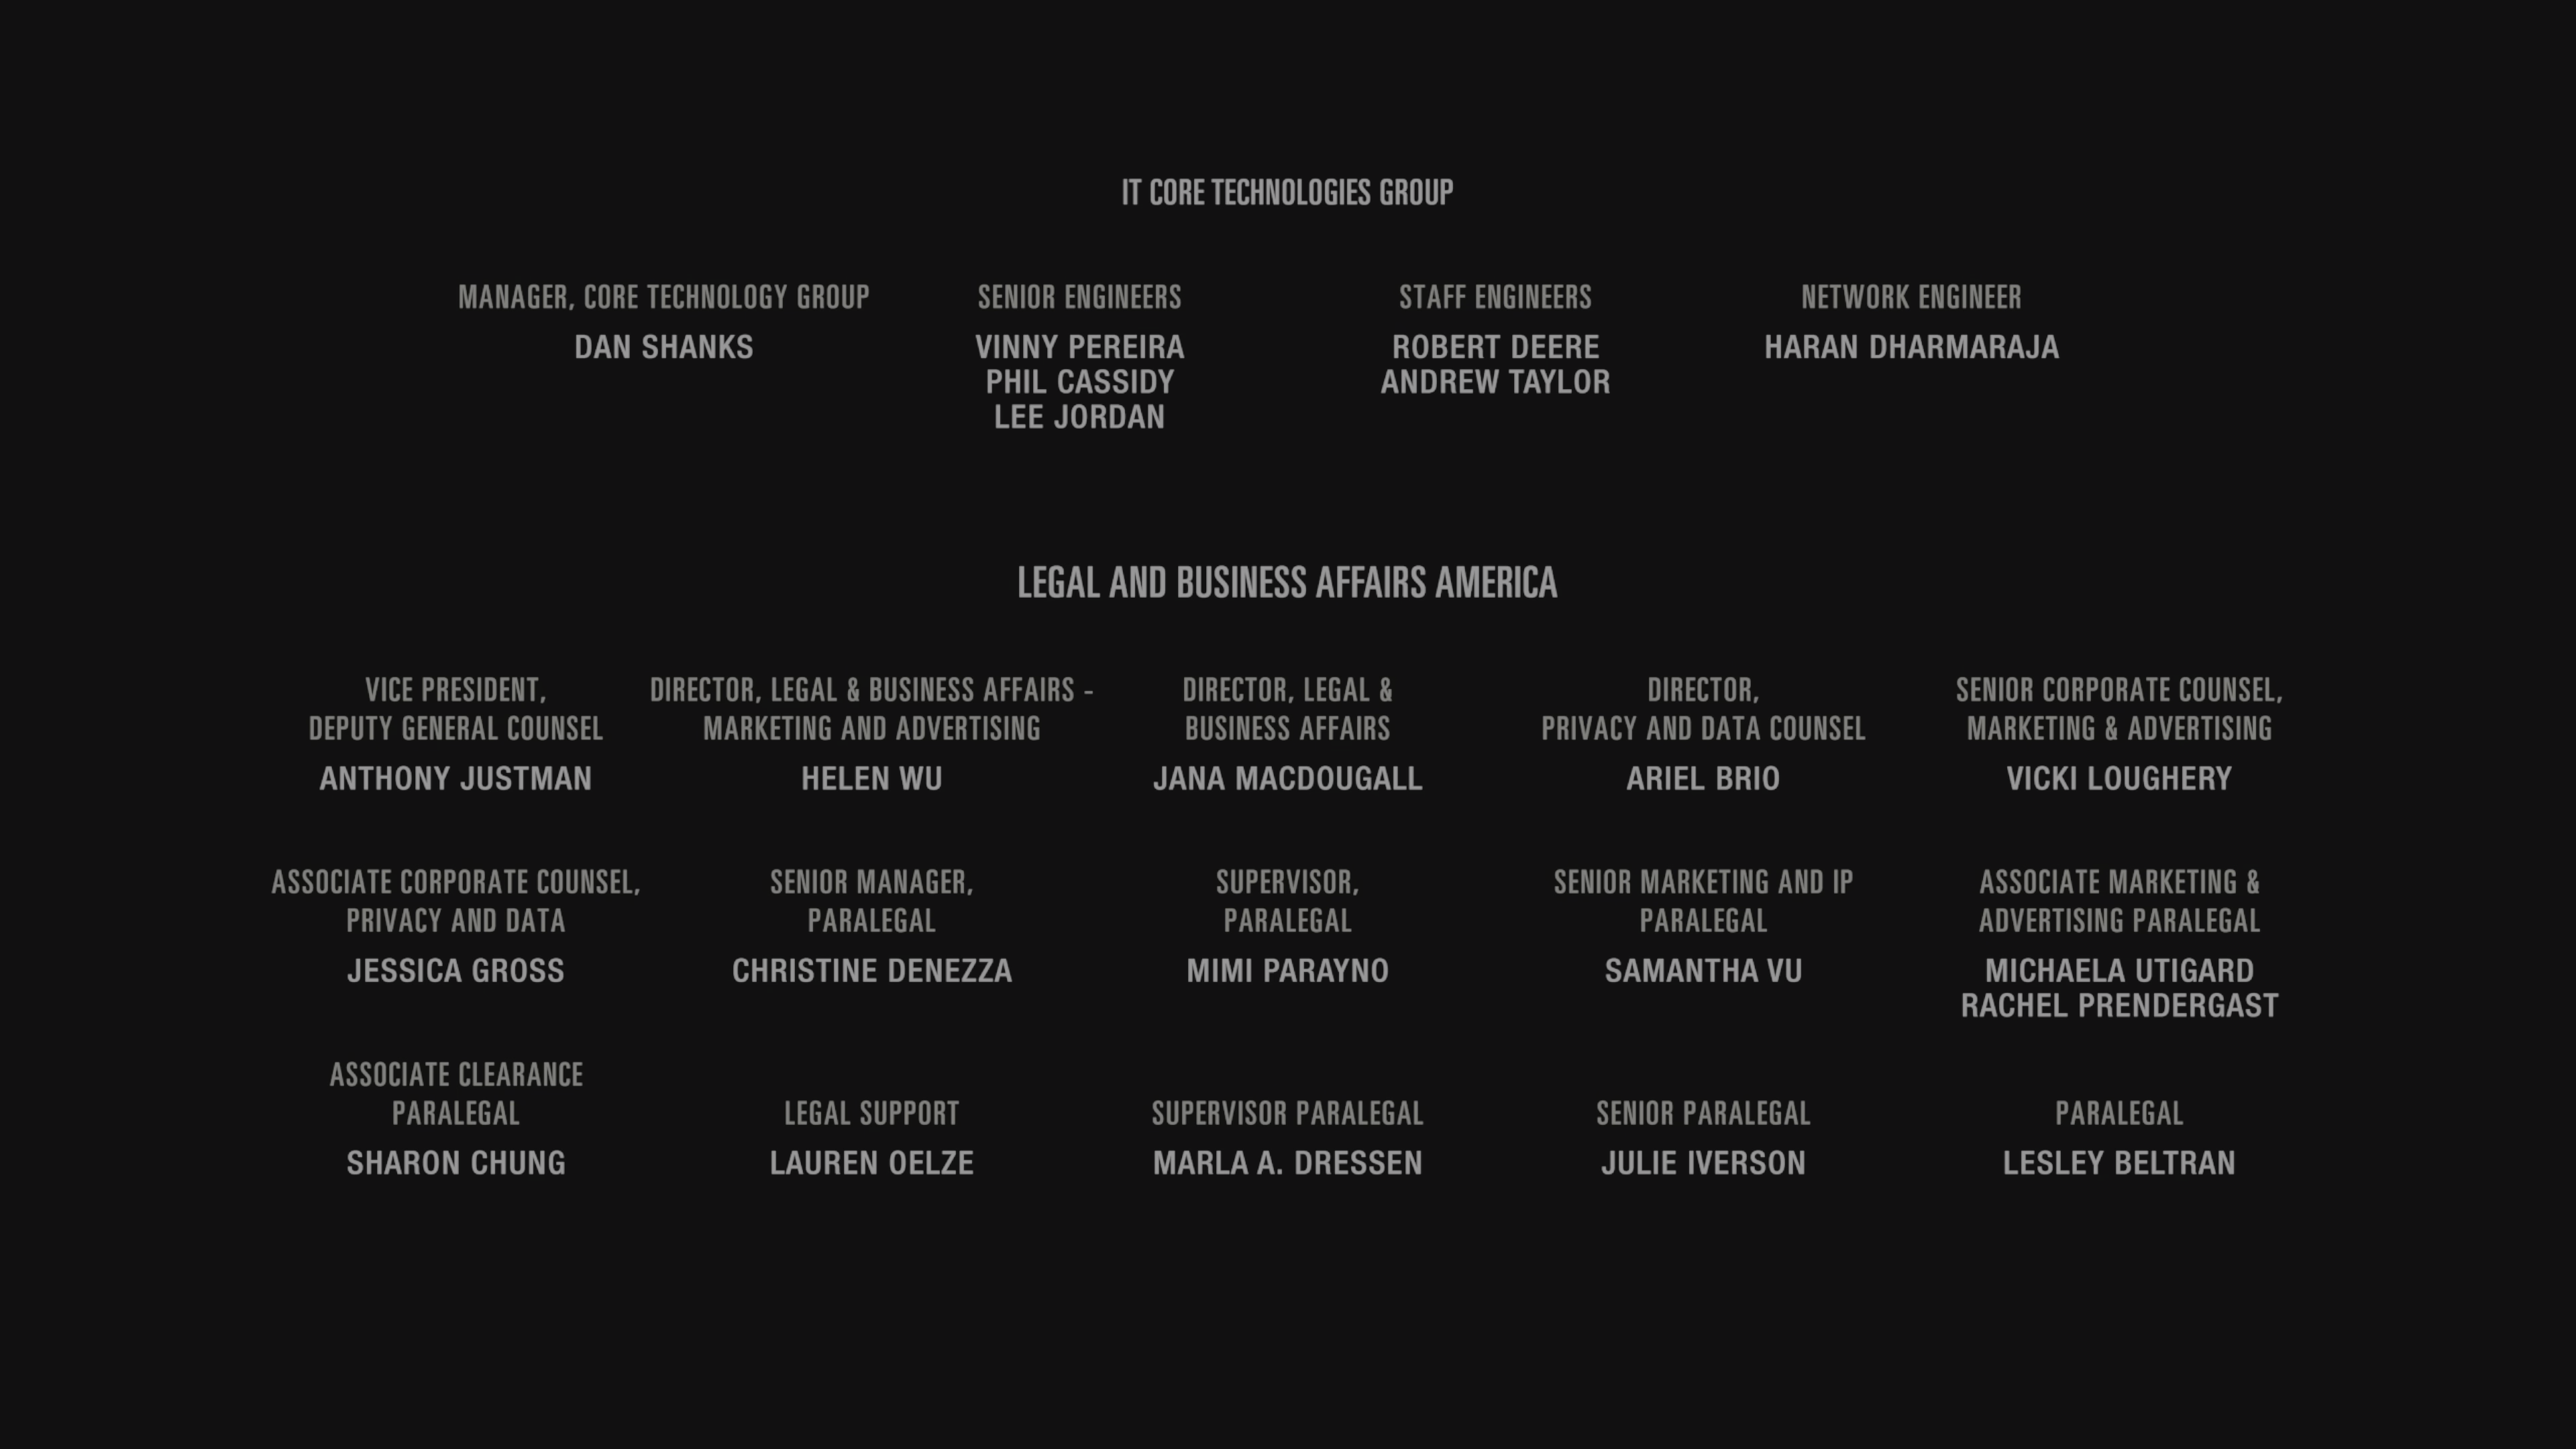 IT CORE TECHNOLOGIES GROUP
MANAGER, CORE TECHNOLOGY GROUP
DAN SHANKS
SENIOR ENGINEERS
VINNY PEREIRA
PHIL CASSIDY
LEE JORDAN
STAFF ENGINEERS
ROBERT DEERE
ANDREW TAYLOR
NETWORK ENGINEER
HARAN DHARMARAJA
LEGAL AND BUSINESS AFFAIRS AMERICA
VICE PRESIDENT,
DEPUTY GENERAL COUNSEL
ANTHONY JUSTMAN
DIRECTOR, LEGAL & BUSINESS AFFAIRS -
MARKETING AND ADVERTISING
HELEN WU
DIRECTOR, LEGAL &
BUSINESS AFFAIRS
JANA MACDOUGALL
DIRECTOR,
PRIVACY AND DATA COUNSEL
ARIEL BRIO
SENIOR CORPORATE COUNSEL,
MARKETING & ADVERTISING
VICKI LOUGHERY
ASSOCIATE CORPORATE COUNSEL,
PRIVACY AND DATA
JESSICA GROSS
SENIOR MANAGER,
PARALEGAL
CHRISTINE DENEZZA
SUPERVISOR,
PARALEGAL
MIMI PARAYNO
SENIOR MARKETING AND IP
PARALEGAL
SAMANTHA VU
ASSOCIATE MARKETING &
ADVERTISING PARALEGAL
MICHAELA UTIGARD
RACHEL PRENDERGAST
ASSOCIATE CLEARANCE
PARALEGAL
SHARON CHUNG
LEGAL SUPPORT
LAUREN OELZE
SUPERVISOR PARALEGAL
MARLA A. DRESSEN
SENIOR PARALEGAL
JULIE IVERSON
PARALEGAL
LESLEY BELTRAN